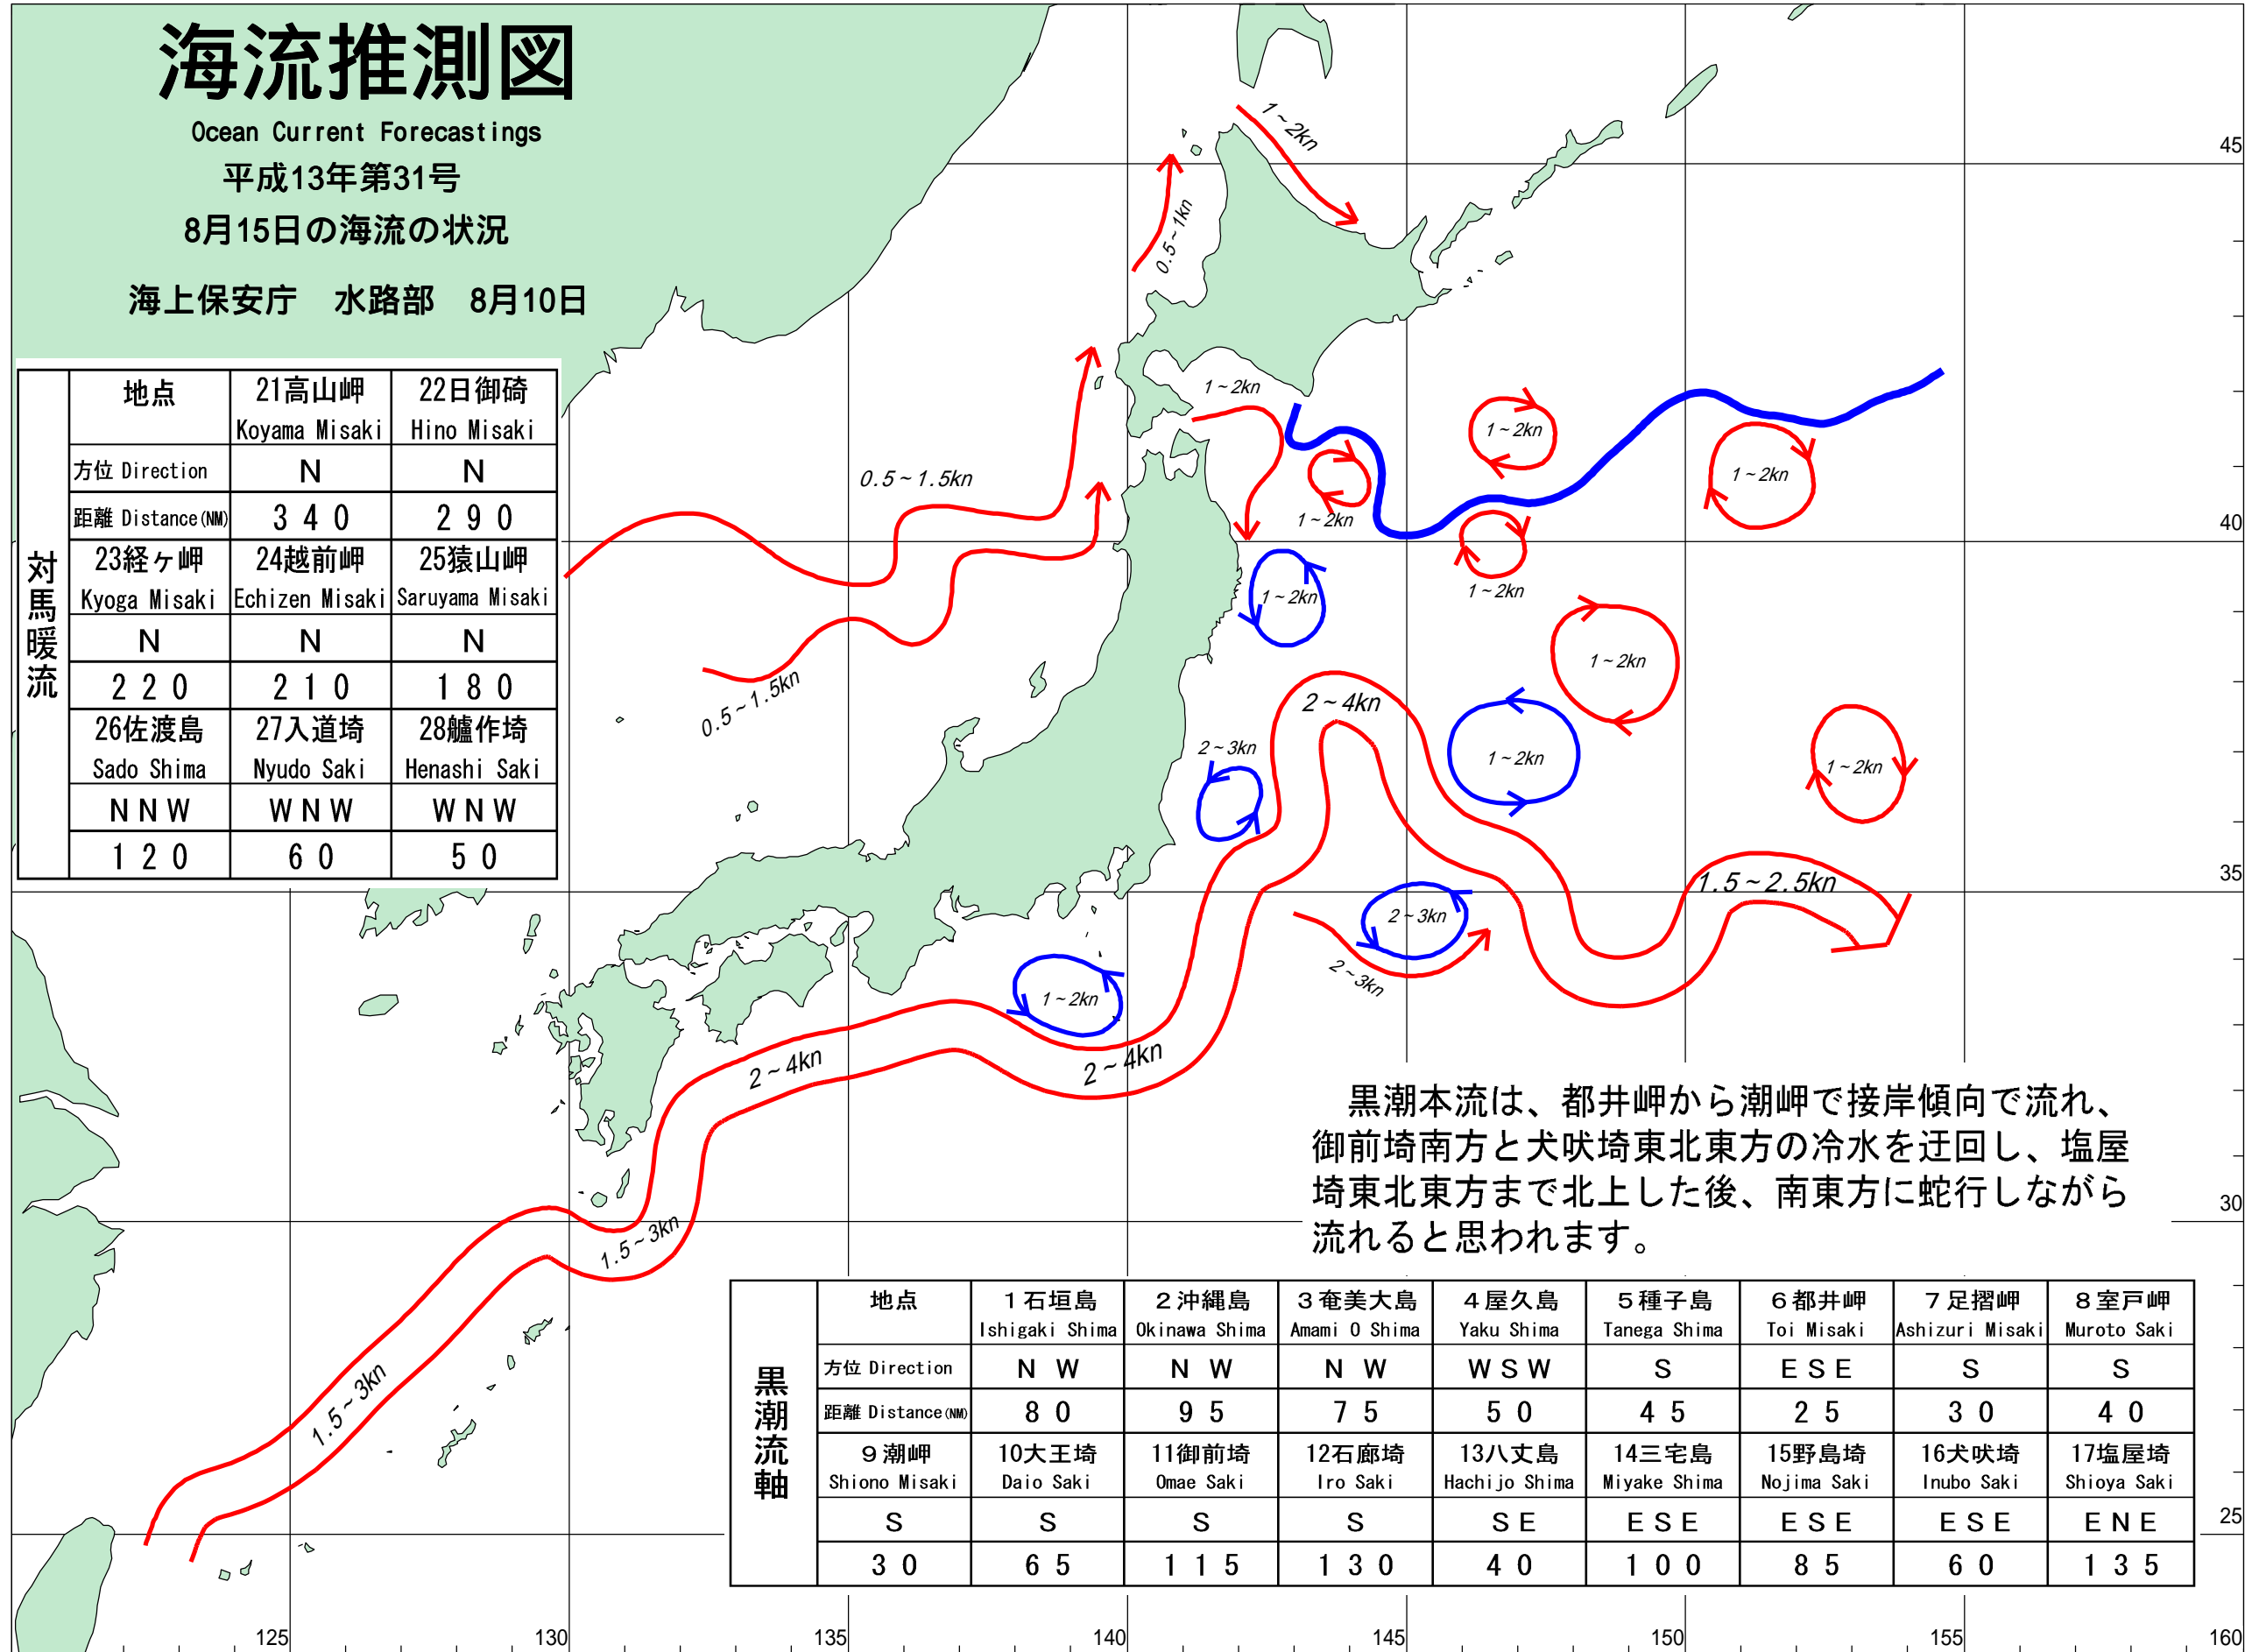 海流推測図
Ocean Current Forecastings
平成13年第31号
8月15日の海流の状況
海上保安庁　水路部　8月10日
対馬暖流
地点 21高山岬 22日御碕
Koyama Misaki Hino Misaki
方位 Direction N N
距離 Distance(NM) 340 290
23経ヶ岬 24越前岬 25猿山岬
Kyoga Misaki Echizen Misaki Saruyama Misaki
N N N
220 210 180
26佐渡島 27入道埼 28艫作埼
Sado Shima Nyudo Saki Henashi Saki
NNW WNW WNW
120 60 50
1~2kn
0.5~1kn
45
1~2kn
1~2kn
0.5~1.5kn
1~2kn
1~2kn
40
1~2kn
1~2kn
1~2kn
0.5~1.5kn
2~4kn
2~3kn
1~2kn
1~2kn
35
1.5~2.5kn
2~3kn
2~3kn
1~2kn
2~4kn
2~4kn
黒潮本流は、都井岬から潮岬で接岸傾向で流れ、
御前埼南方と犬吠埼東北東方の冷水を迂回し、塩屋
埼東北東方まで北上した後、南東方に蛇行しながら
流れると思われます。
30
1.5~3kn
1.5~3kn
黒潮流軸
地点 1石垣島 2沖縄島 3奄美大島 4屋久島 5種子島 6都井岬 7足摺岬 8室戸岬
Ishigaki Shima Okinawa Shima Amami O Shima Yaku Shima Tanega Shima Toi Misaki Ashizuri Misaki Muroto Saki
方位 Direction NW NW NW WSW S ESE S S
距離 Distance(NM) 80 95 75 50 45 25 30 40
9潮岬 10大王埼 11御前埼 12石廊埼 13八丈島 14三宅島 15野島埼 16犬吠埼 17塩屋埼
Shiono Misaki Daio Saki Omae Saki Iro Saki Hachijo Shima Miyake Shima Nojima Saki Inubo Saki Shioya Saki
S S S S SE ESE ESE ESE ENE
30 65 115 130 40 100 85 60 135
25
125 130 135 140 145 150 155 160